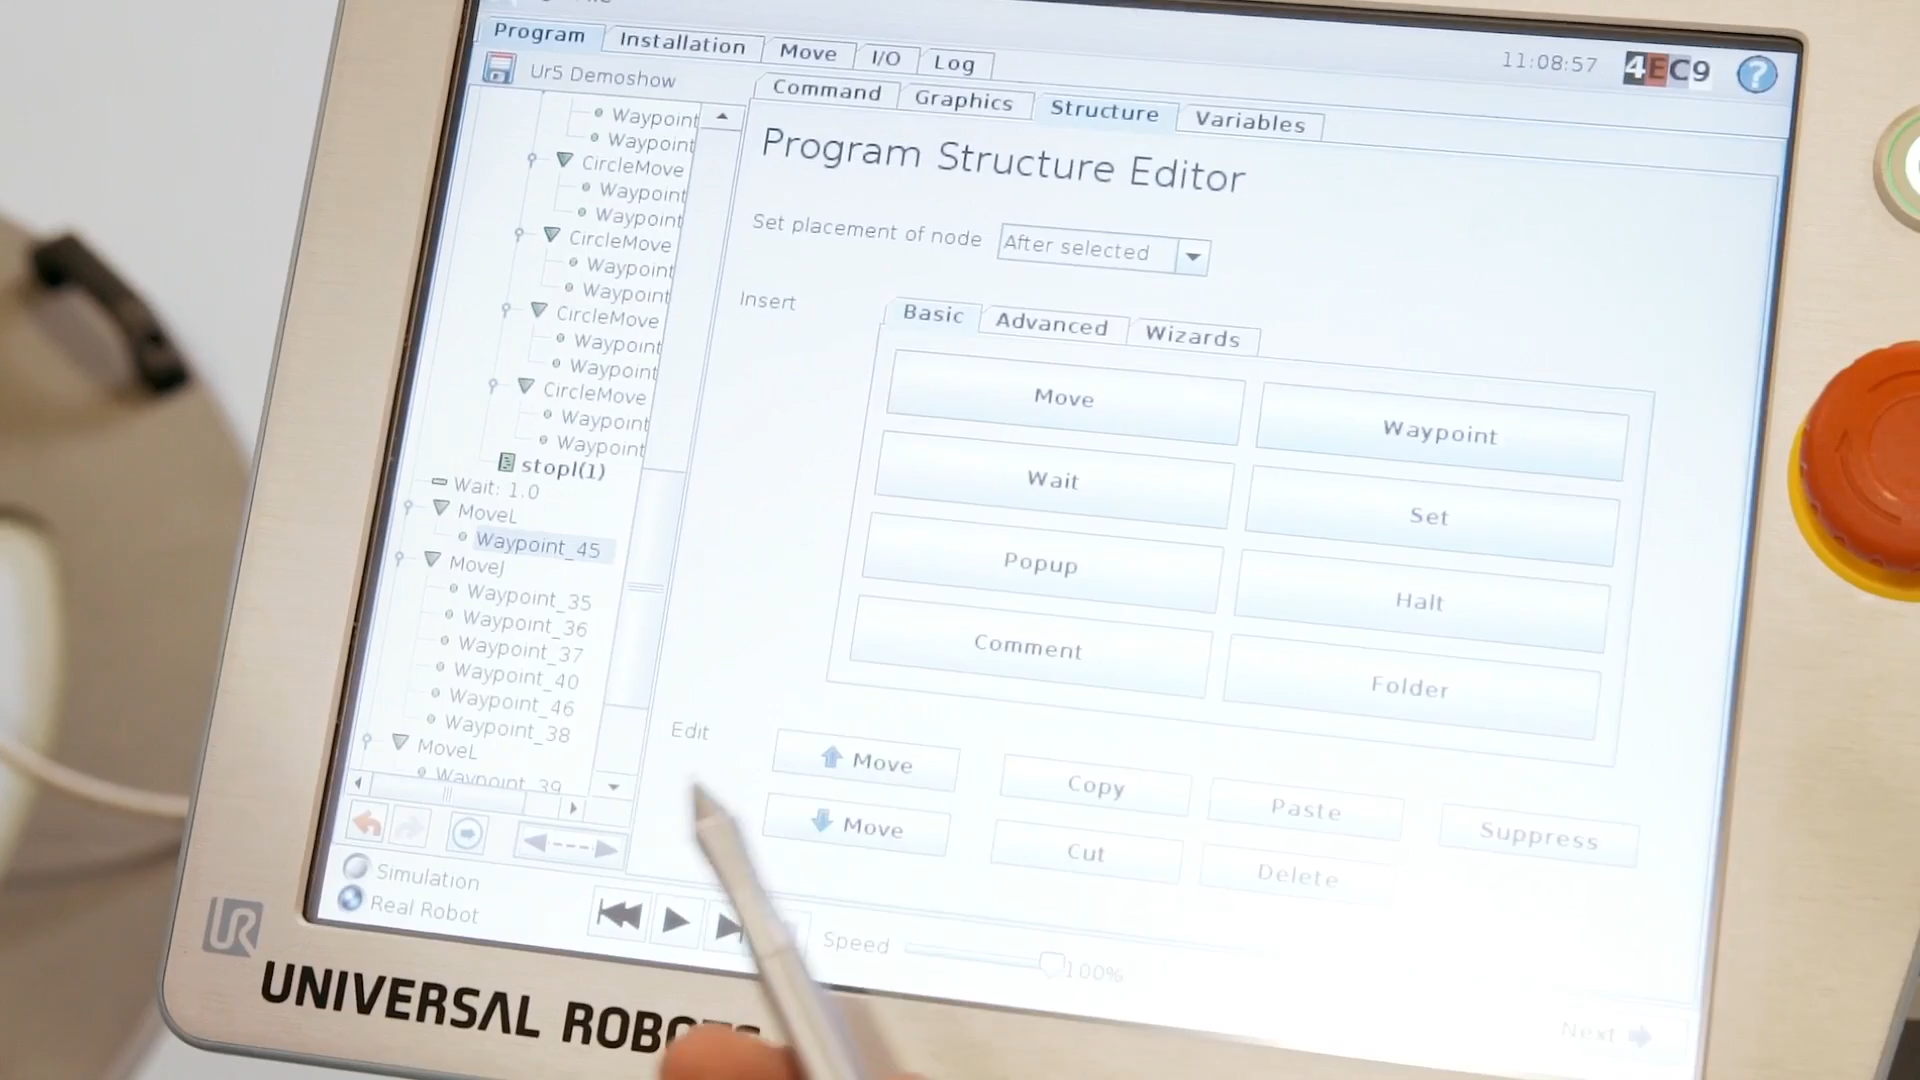 Program Installation Move I/O Log
11:08:57 4EC9 ?
Ur5 Demoshow
Command Graphics Structure Variables
Waypoint
Waypoint
CircleMove
Waypoint
Waypoint
CircleMove
Waypoint
Waypoint
CircleMove
Waypoint
Waypoint
CircleMove
Waypoint
Waypoint
stopl(1)
Wait: 1.0
MoveL
Waypoint_45
MoveJ
Waypoint_35
Waypoint_36
Waypoint_37
Waypoint_40
Waypoint_46
Waypoint_38
MoveL
Waypoint_39
Program Structure Editor
Set placement of node After selected
Insert
Basic Advanced Wizards
Move Waypoint
Wait Set
Popup Halt
Comment Folder
Edit
Move Copy Paste Suppress
Move Cut Delete
Simulation
Real Robot
Speed 100%
Next
UR
UNIVERSAL ROBOTS